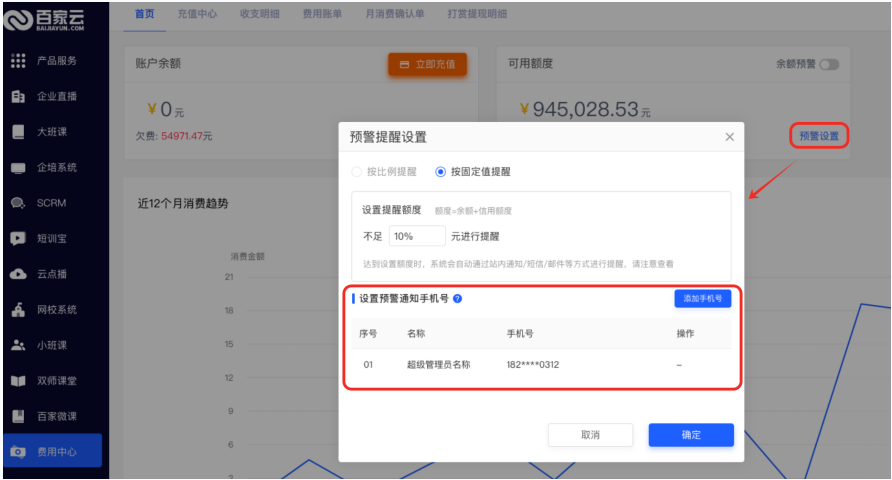 百家云
BAIJIAYUN.COM
首页 充值中心 收支明细 费用账单 月消费确认单 打赏提现明细
产品服务
企业直播
大班课
企培系统
SCRM
短训宝
云点播
网校系统
小班课
双师课堂
百家微课
费用中心
账户余额
立即充值
¥0元
欠费: 54971.47元
可用额度
余额预警
¥945,028.53元
预警设置
近12个月消费趋势
消费金额
21
18
15
12
9
6
预警提醒设置
按比例提醒 按固定值提醒
设置提醒额度 额度=余额+信用额度
不足 10% 元进行提醒
达到设置额度时，系统会自动通过站内通知/短信/邮件等方式进行提醒，请注意查看
设置预警通知手机号 ?
添加手机号
序号 名称 手机号 操作
01 超级管理员名称 182****0312 –
取消 确定